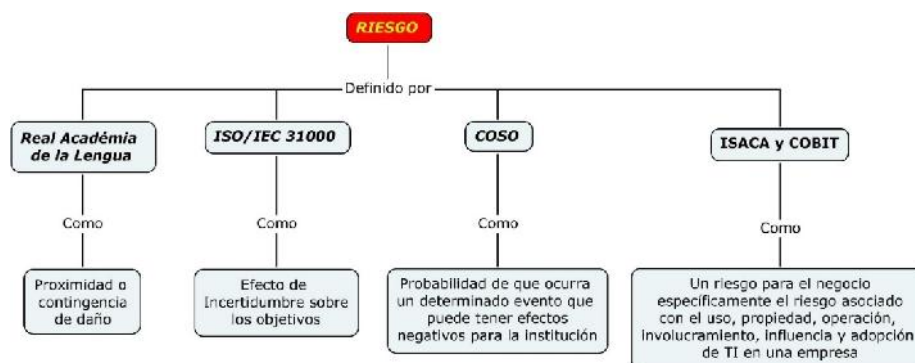 RIESGO
Definido por
Real Académia
de la Lengua
Como
Proximidad o
contingencia
de daño
ISO/IEC 31000
Como
Efecto de
Incertidumbre sobre
los objetivos
COSO
Como
Probabilidad de que ocurra
un determinado evento que
puede tener efectos
negativos para la institución
ISACA y COBIT
Como
Un riesgo para el negocio
específicamente el riesgo asociado
con el uso, propiedad, operación,
involucramiento, influencia y adopción
de TI en una empresa